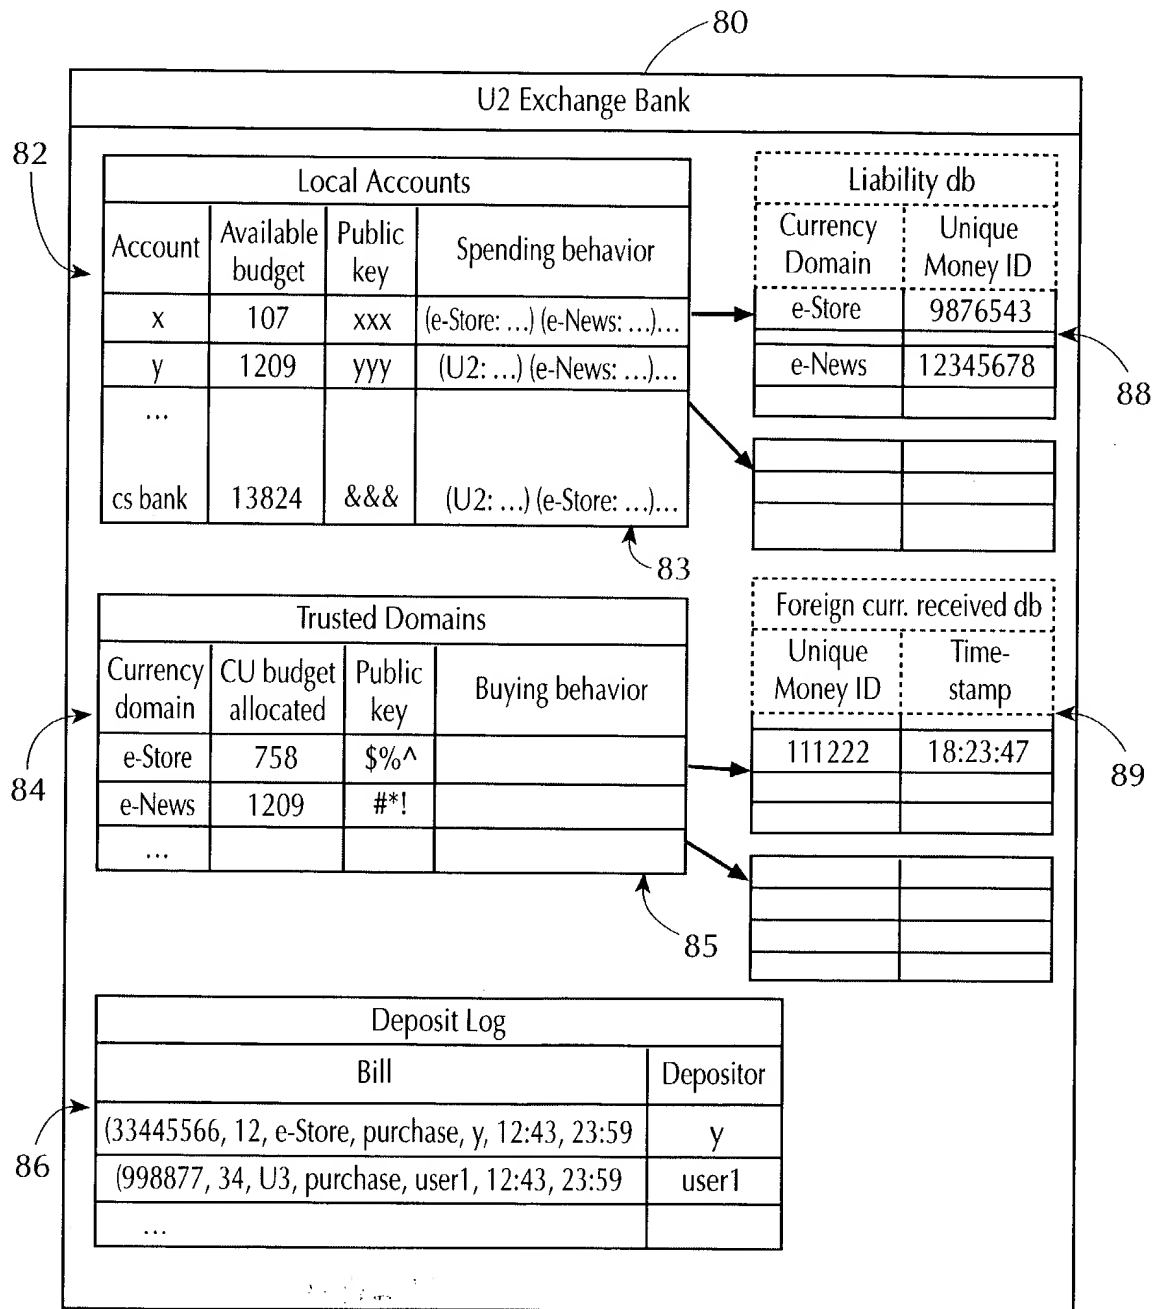 80
U2 Exchange Bank
82
Local Accounts
Account
Available budget
Public key
Spending behavior
x 107 xxx (e-Store: ...) (e-News: ...)...
y 1209 yyy (U2: ...) (e-News: ...)...
...
cs bank 13824 &&& (U2: ...) (e-Store: ...)...
83
Liability db
Currency Domain
Unique Money ID
e-Store 9876543
e-News 12345678
88
Trusted Domains
Currency domain
CU budget allocated
Public key
Buying behavior
e-Store 758 $%^
e-News 1209 #*!
...
84
85
Foreign curr. received db
Unique Money ID
Time-stamp
111222 18:23:47
89
Deposit Log
Bill Depositor
(33445566, 12, e-Store, purchase, y, 12:43, 23:59 y
(998877, 34, U3, purchase, user1, 12:43, 23:59 user1
...
86